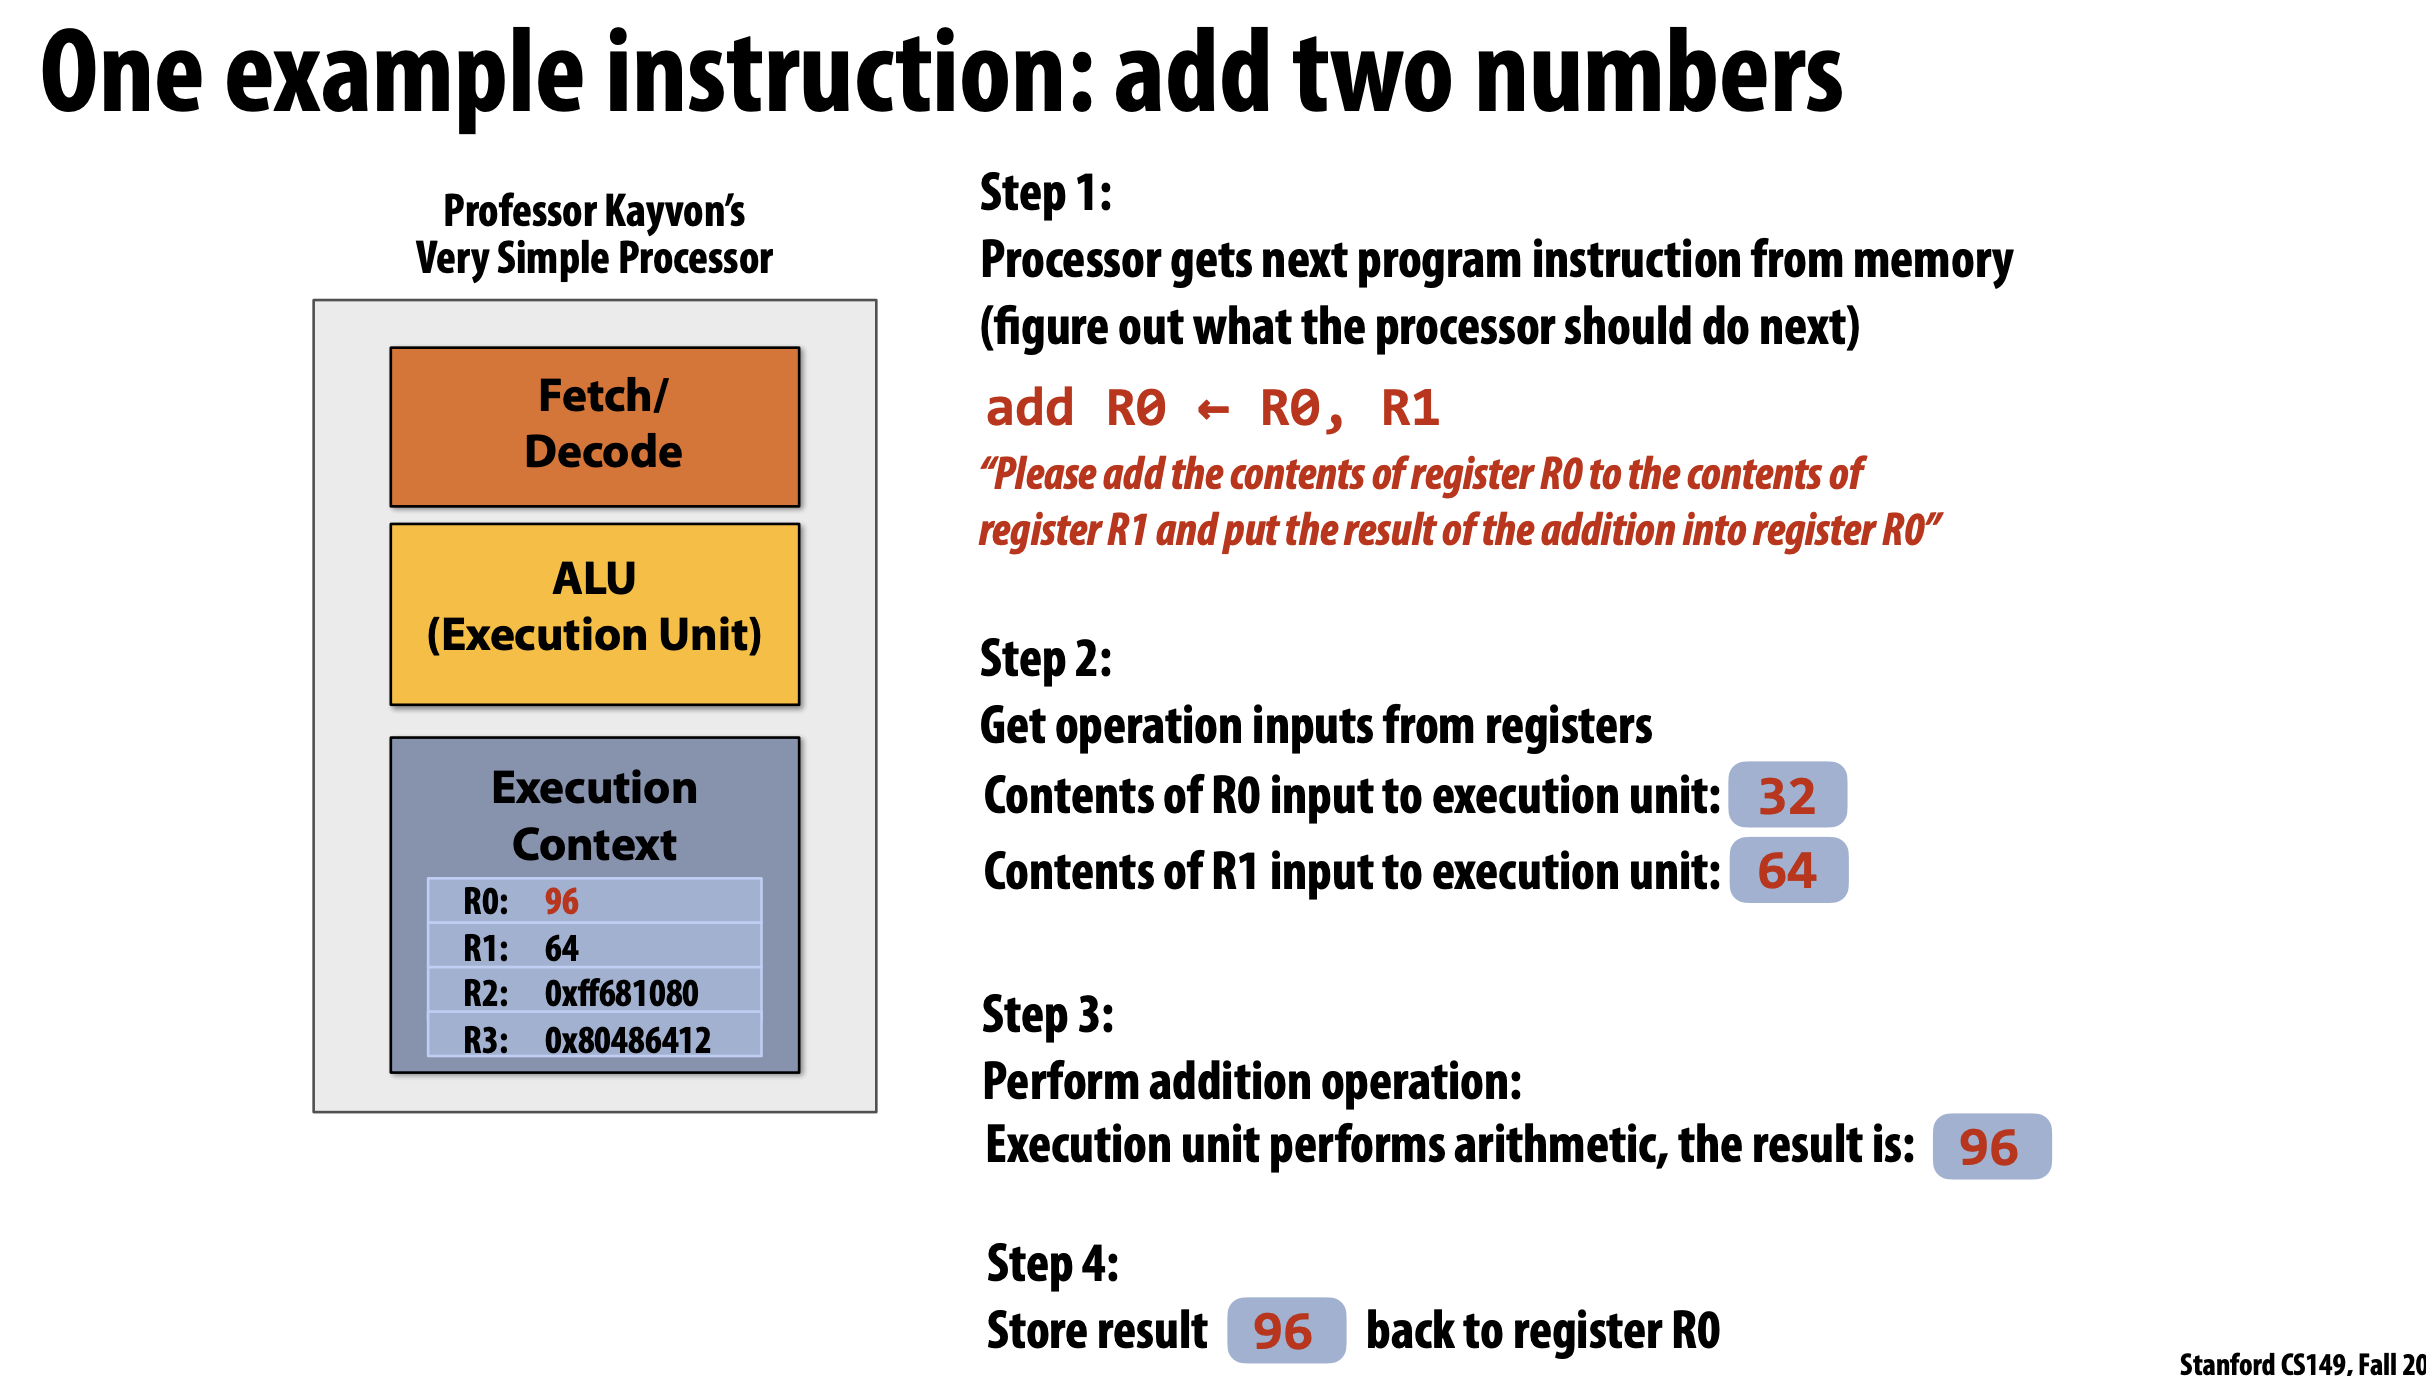 One example instruction: add two numbers
Professor Kayvon’s
Very Simple Processor
Fetch/
Decode
ALU
(Execution Unit)
Execution
Context
R0: 96
R1: 64
R2: 0xff681080
R3: 0x80486412
Step 1:
Processor gets next program instruction from memory
(figure out what the processor should do next)
add R0 ← R0, R1
“Please add the contents of register R0 to the contents of
register R1 and put the result of the addition into register R0”
Step 2:
Get operation inputs from registers
Contents of R0 input to execution unit: 32
Contents of R1 input to execution unit: 64
Step 3:
Perform addition operation:
Execution unit performs arithmetic, the result is: 96
Step 4:
Store result 96 back to register R0
Stanford CS149, Fall 20